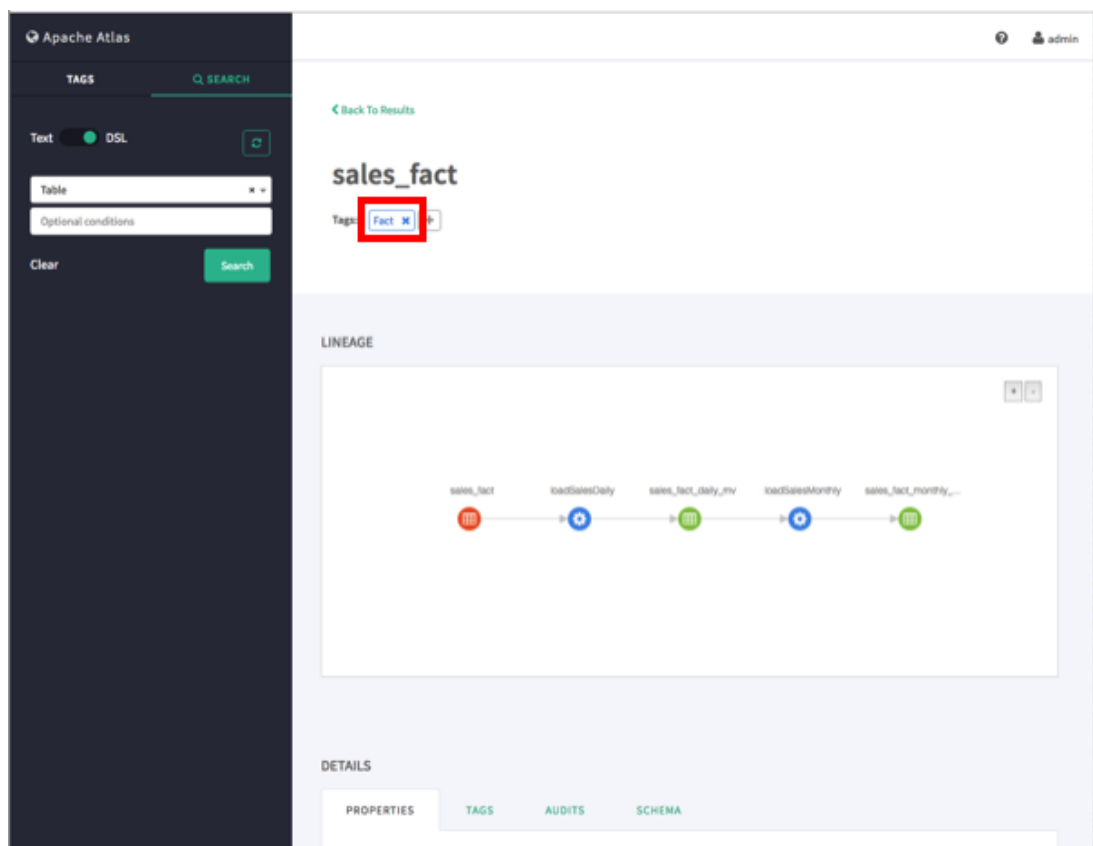 Apache Atlas
admin
TAGS
SEARCH
Back To Results
Text DSL
sales_fact
Table
Tags: Fact
Optional conditions
Clear
Search
LINEAGE
+ -
sales_fact loadSalesDaily sales_fact_daily_mv loadSalesMonthly sales_fact_monthly_...
DETAILS
PROPERTIES TAGS AUDITS SCHEMA